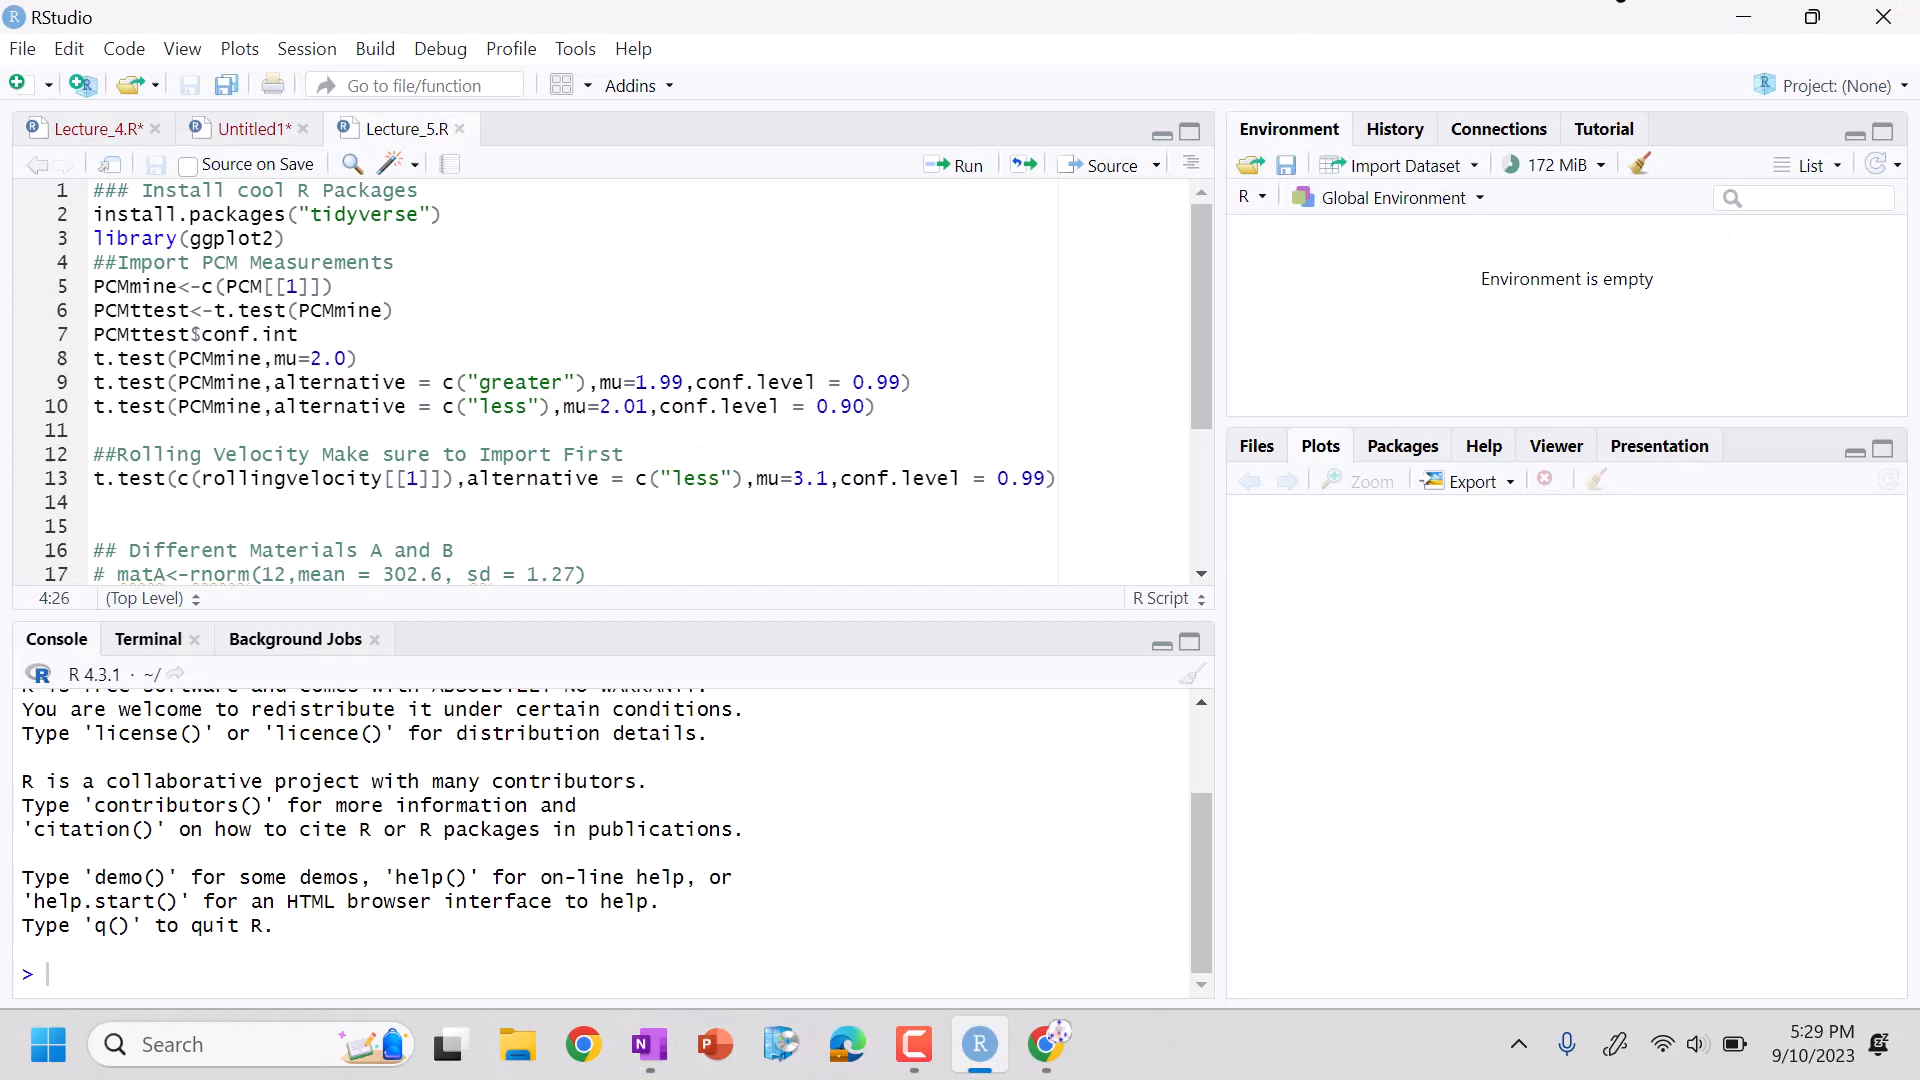 RStudio
File Edit Code View Plots Session Build Debug Profile Tools Help
Go to file/function Addins Project: (None)
Lecture_4.R* Untitled1* Lecture_5.R
Source on Save Run Source
1 ### Install cool R Packages
2 install.packages("tidyverse")
3 library(ggplot2)
4 ##Import PCM Measurements
5 PCMmine<-c(PCM[[1]])
6 PCMttest<-t.test(PCMmine)
7 PCMttest$conf.int
8 t.test(PCMmine,mu=2.0)
9 t.test(PCMmine,alternative = c("greater"),mu=1.99,conf.level = 0.99)
10 t.test(PCMmine,alternative = c("less"),mu=2.01,conf.level = 0.90)
11
12 ##Rolling Velocity Make sure to Import First
13 t.test(c(rollingvelocity[[1]]),alternative = c("less"),mu=3.1,conf.level = 0.99)
14
15
16 ## Different Materials A and B
17 # matA<-rnorm(12,mean = 302.6, sd = 1.27)
4:26 (Top Level) R Script
Console Terminal Background Jobs
R 4.3.1 · ~/
R is free software and comes with ABSOLUTELY NO WARRANTY.
You are welcome to redistribute it under certain conditions.
Type 'license()' or 'licence()' for distribution details.
R is a collaborative project with many contributors.
Type 'contributors()' for more information and
'citation()' on how to cite R or R packages in publications.
Type 'demo()' for some demos, 'help()' for on-line help, or
'help.start()' for an HTML browser interface to help.
Type 'q()' to quit R.
>
Environment History Connections Tutorial
Import Dataset 172 MiB List
R Global Environment
Environment is empty
Files Plots Packages Help Viewer Presentation
Zoom Export
Search
5:29 PM
9/10/2023